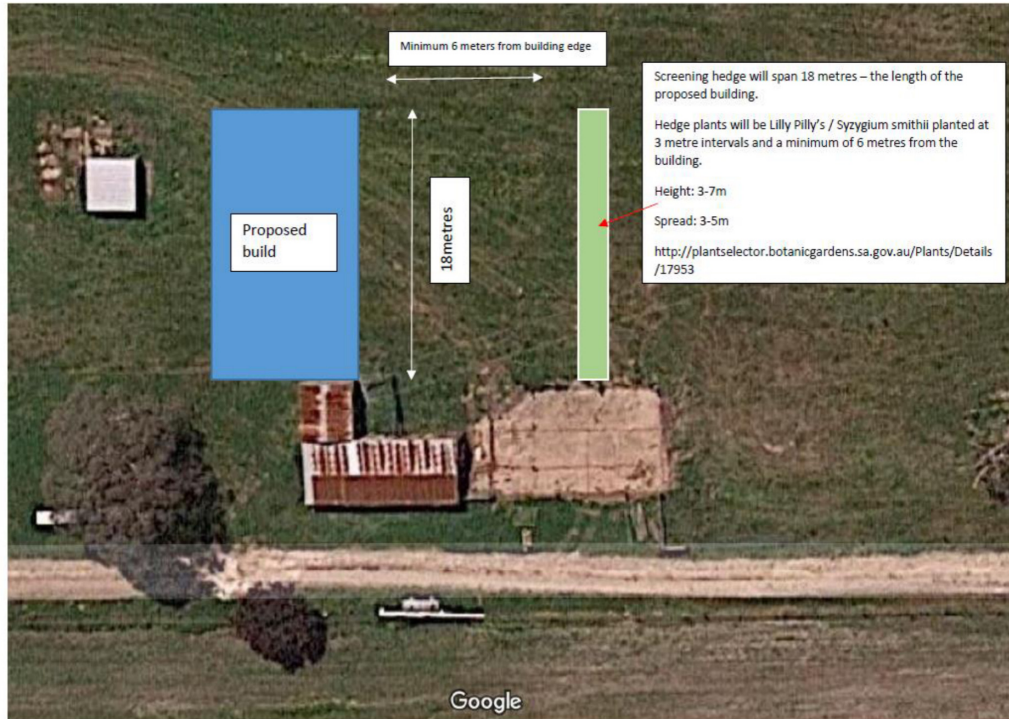 Minimum 6 meters from building edge
Screening hedge will span 18 metres – the length of the
proposed building.
Hedge plants will be Lilly Pilly's / Syzygium smithii planted at
3 metre intervals and a minimum of 6 metres from the
building.
Height: 3-7m
Spread: 3-5m
http://plantselector.botanicgardens.sa.gov.au/Plants/Details
/17953
Proposed
build
18metres
Google